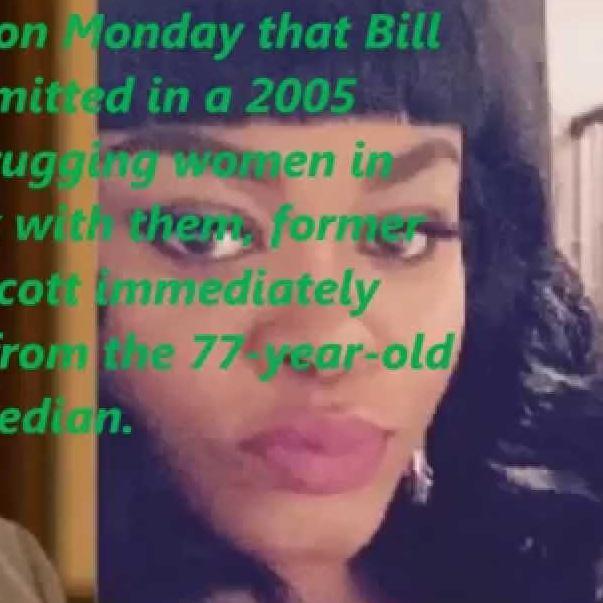 on Monday that Bill
mitted in a 2005
ugging women in
with them, former
cott immediately
rom the 77-year-old
edian.